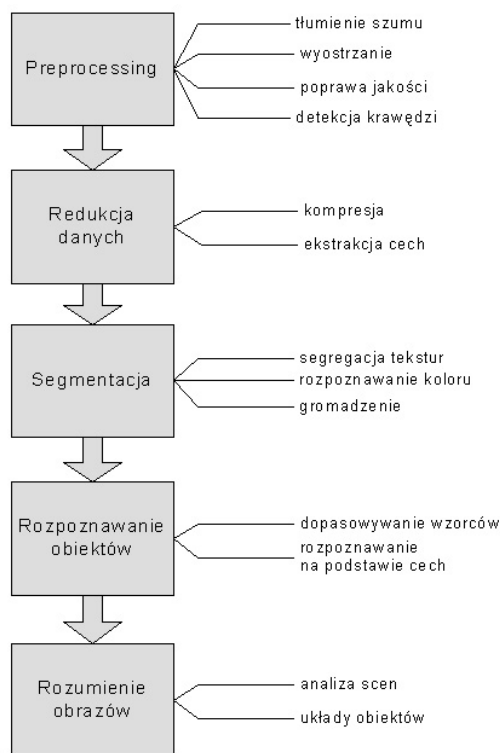 Preprocessing
tłumienie szumu
wyostrzanie
poprawa jakości
detekcja krawędzi
Redukcja
danych
kompresja
ekstrakcja cech
Segmentacja
segregacja tekstur
rozpoznawanie koloru
gromadzenie
Rozpoznawanie
obiektów
dopasowywanie wzorców
rozpoznawanie
na podstawie cech
Rozumienie
obrazów
analiza scen
układy obiektów